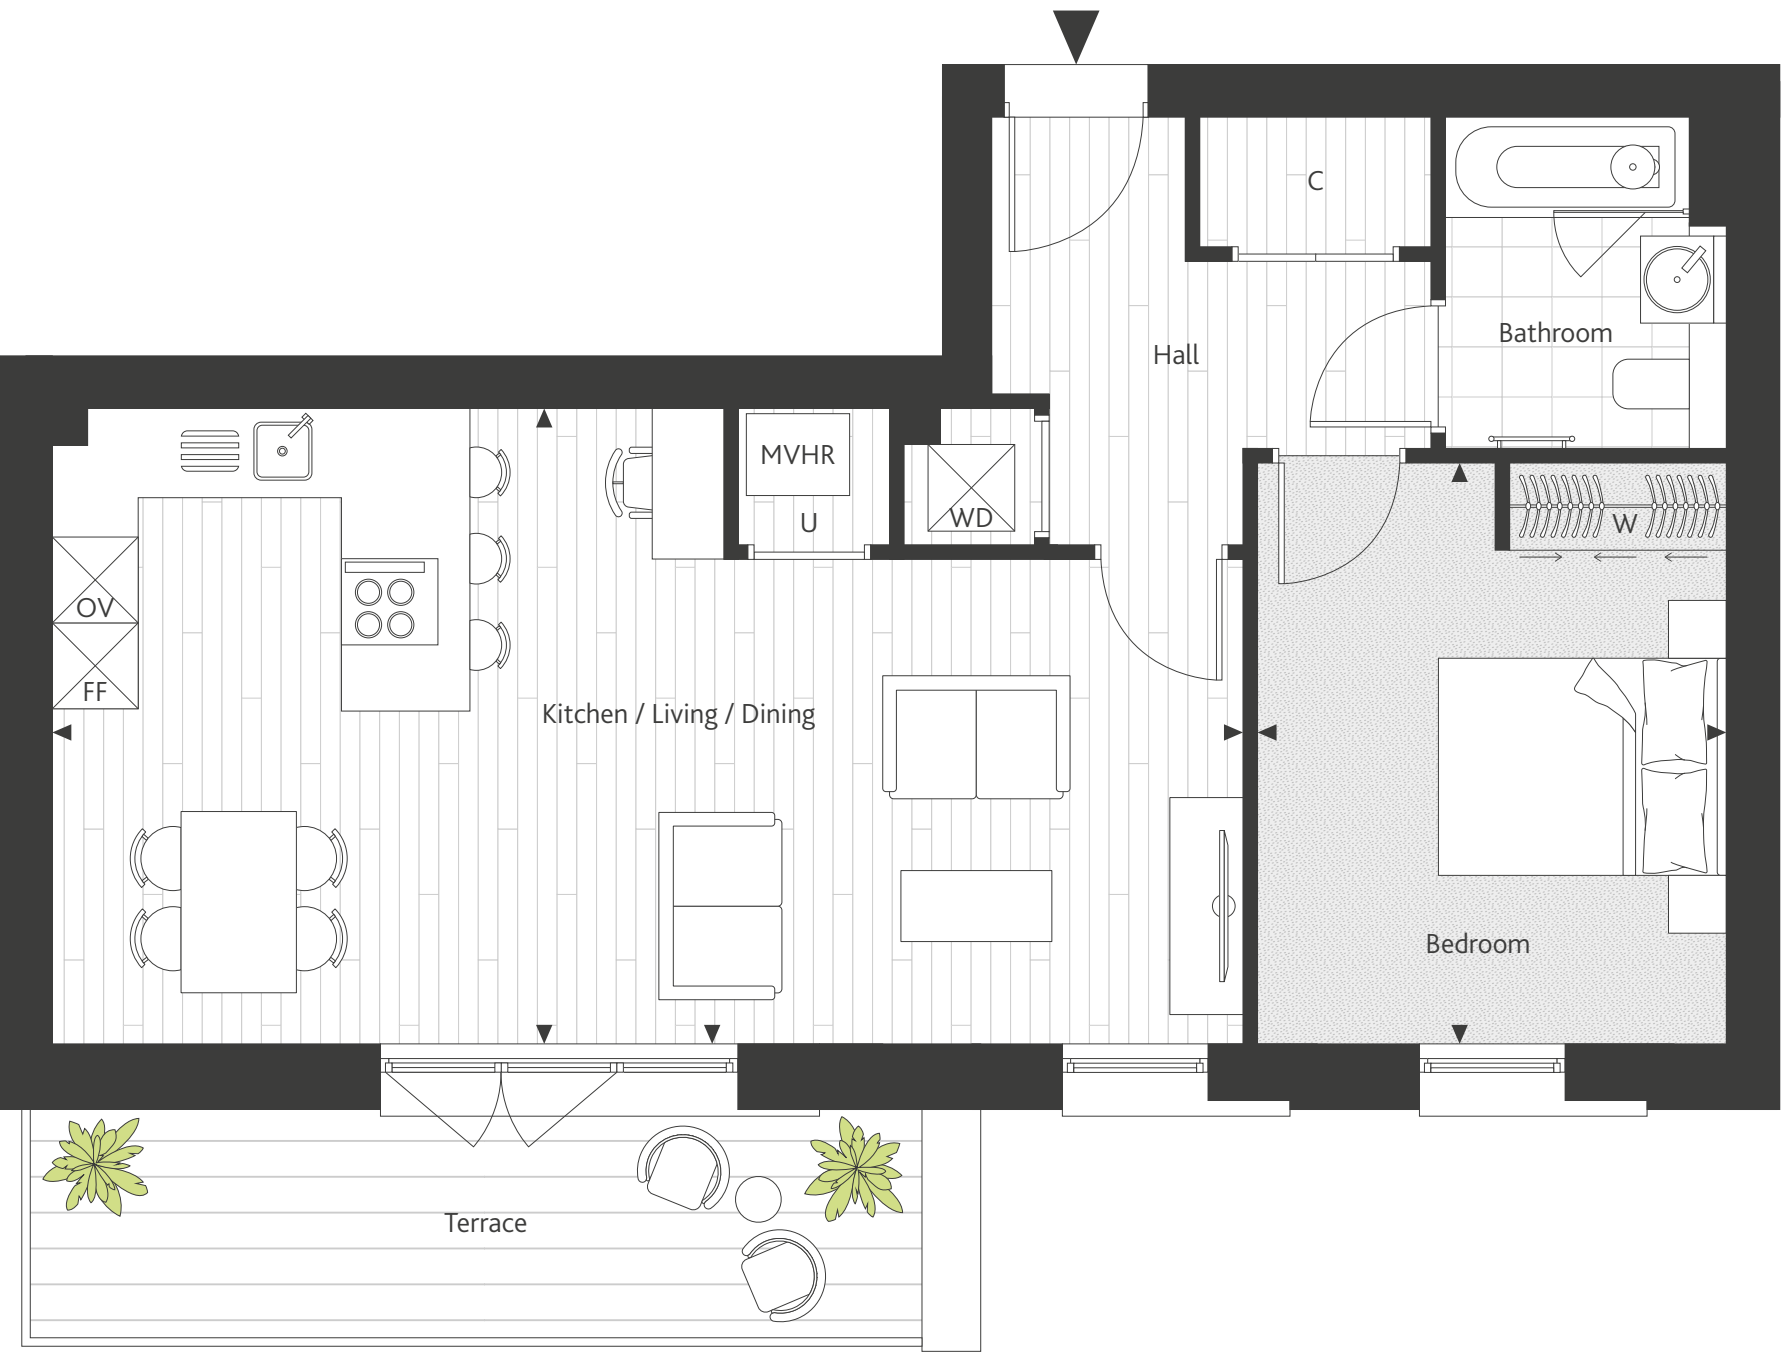 C
Bathroom
Hall
MVHR
U
WD
W
OV
FF
Kitchen / Living / Dining
Bedroom
Terrace